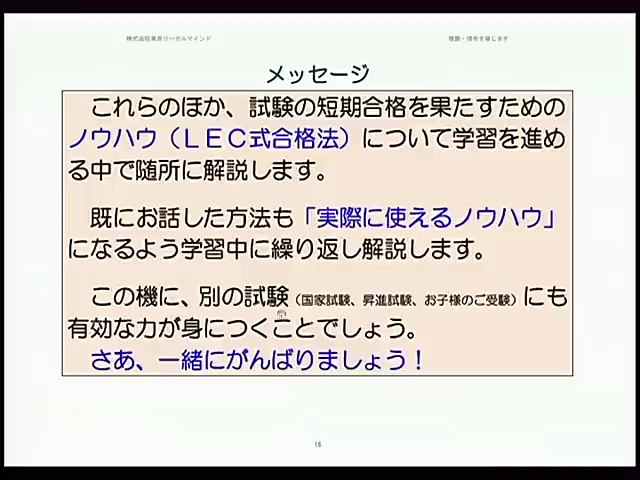 株式会社東京リーガルマインド
複製・頒布を禁じます
メッセージ
これらのほか、試験の短期合格を果たすための
ノウハウ（ＬＥＣ式合格法）について学習を進め
る中で随所に解説します。
既にお話した方法も「実際に使えるノウハウ」
になるよう学習中に繰り返し解説します。
この機に、別の試験（国家試験、昇進試験、お子様のご受験）にも
有効な力が身につくことでしょう。
さあ、一緒にがんばりましょう！
16